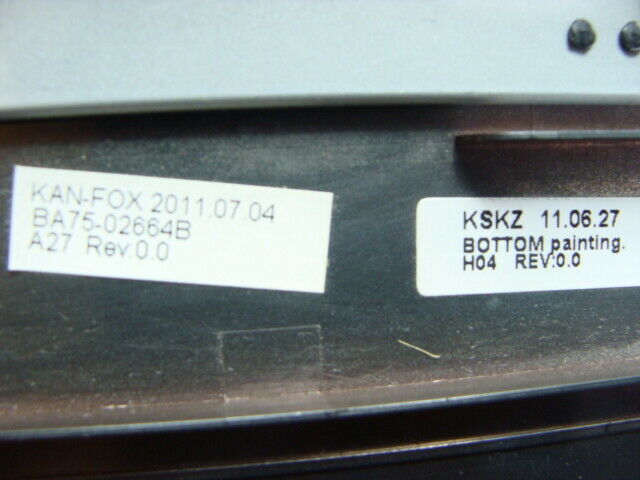 KAN-FOX 2011.07.04
BA75-02664B
A27 Rev:0.0
KSKZ 11.06.27
BOTTOM painting.
H04 REV:0.0